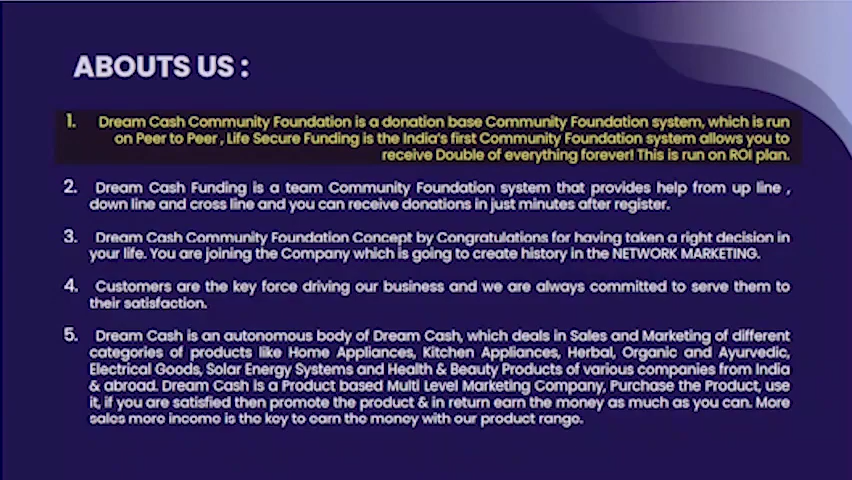 ABOUTS US :
1. Dream Cash Community Foundation is a donation base Community Foundation system, which is run
on Peer to Peer , Life Secure Funding is the India's first Community Foundation system allows you to
receive Double of everything forever! This is run on ROI plan.
2. Dream Cash Funding is a team Community Foundation system that provides help from up line ,
down line and cross line and you can receive donations in just minutes after register.
3. Dream Cash Community Foundation Concept by Congratulations for having taken a right decision in
your life. You are joining the Company which is going to create history in the NETWORK MARKETING.
4. Customers are the key force driving our business and we are always committed to serve them to
their satisfaction.
5. Dream Cash is an autonomous body of Dream Cash, which deals in Sales and Marketing of different
categories of products like Home Appliances, Kitchen Appliances, Herbal, Organic and Ayurvedic,
Electrical Goods, Solar Energy Systems and Health & Beauty Products of various companies from India
& abroad. Dream Cash is a Product based Multi Level Marketing Company, Purchase the Product, use
it, if you are satisfied then promote the product & in return earn the money as much as you can. More
sales more income is the key to earn the money with our product range.